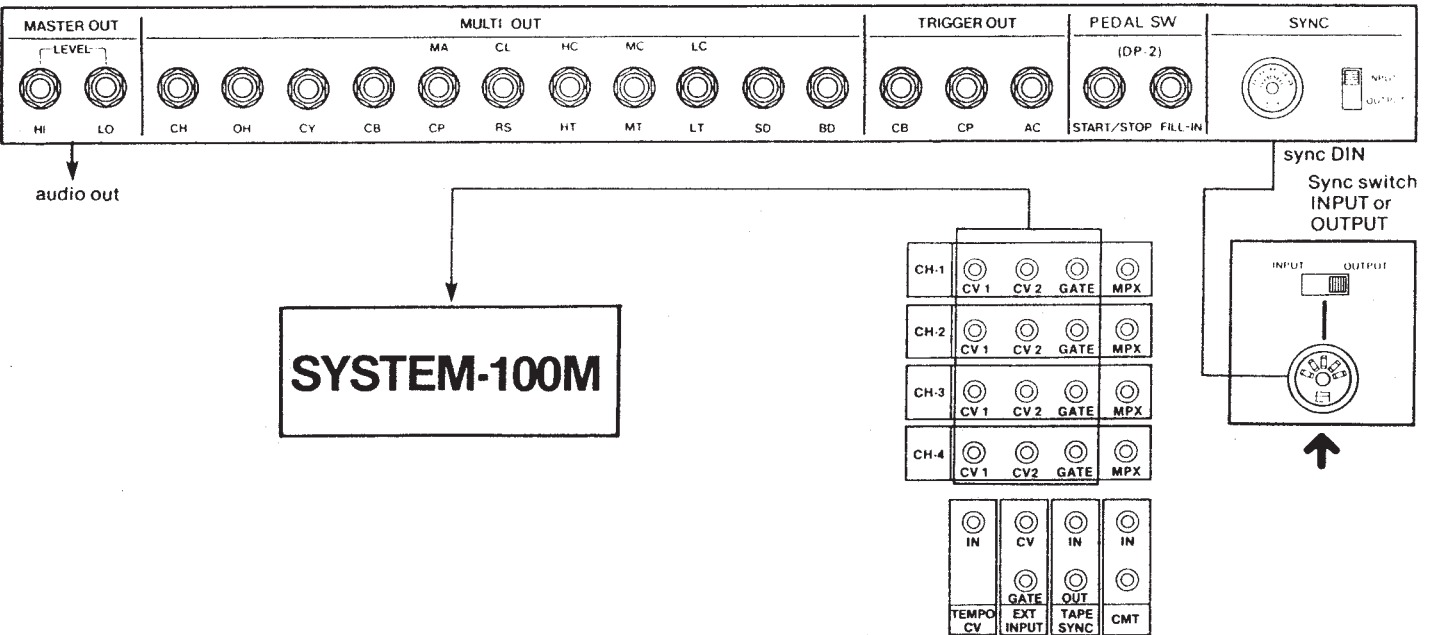 MASTER OUT MULTI OUT TRIGGER OUT PEDAL SW SYNC
LEVEL MA CL HC MC LC (DP-2)
INPUT
OUTPUT
HI LO CH OH CY CB CP RS HT MT LT SD BD CB CP AC START/STOP FILL-IN
audio out
sync DIN
Sync switch
INPUT or
OUTPUT
INPUT OUTPUT
SYSTEM-100M
CH-1 CV 1 CV 2 GATE MPX
CH-2 CV 1 CV 2 GATE MPX
CH-3 CV 1 CV 2 GATE MPX
CH-4 CV 1 CV2 GATE MPX
IN CV IN IN
GATE OUT
TEMPO CV EXT INPUT TAPE SYNC CMT